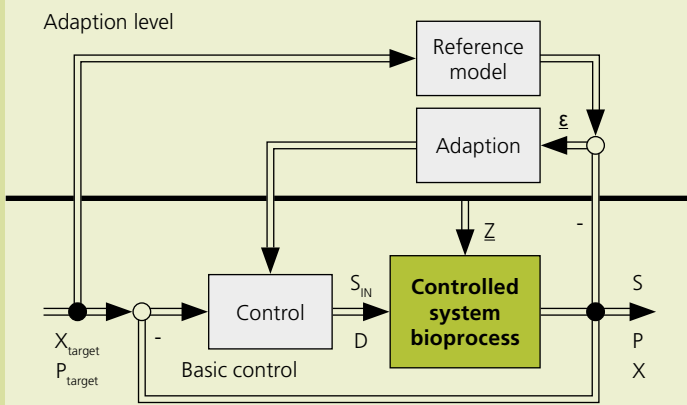 Adaption level
Reference
model
ε
Adaption
Z
-
S_IN
Control
Controlled
system
bioprocess
S
-
D
P
X_target
P_target
Basic control
X